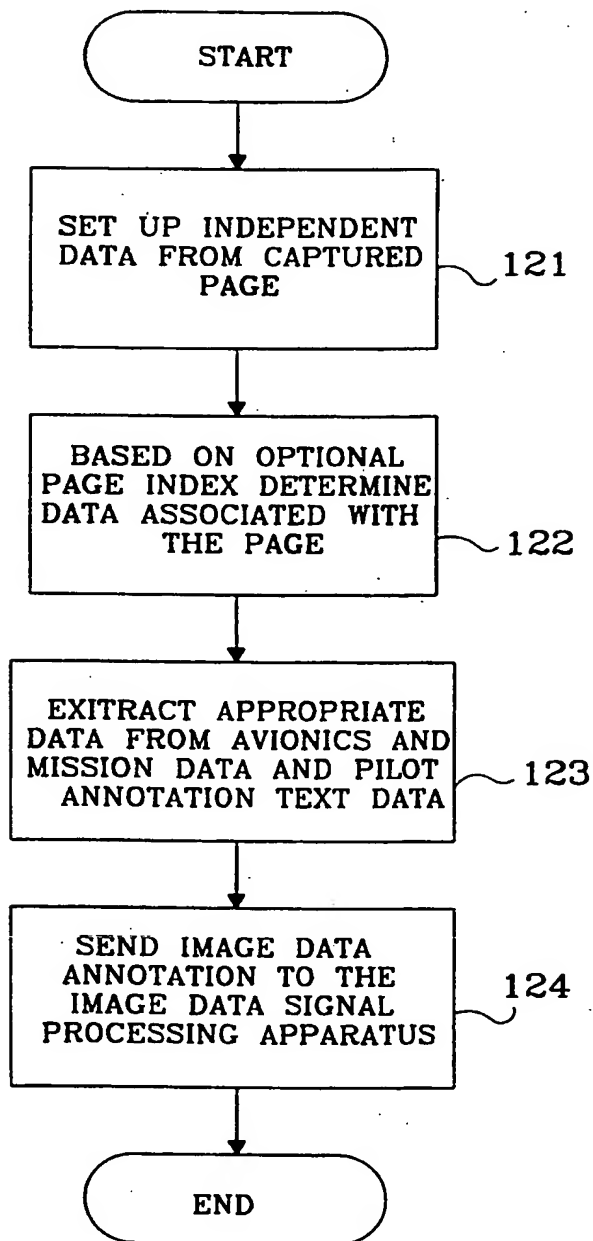 START
SET UP INDEPENDENT
DATA FROM CAPTURED
PAGE
121
BASED ON OPTIONAL
PAGE INDEX DETERMINE
DATA ASSOCIATED WITH
THE PAGE
122
EXITRACT APPROPRIATE
DATA FROM AVIONICS AND
MISSION DATA AND PILOT
ANNOTATION TEXT DATA
123
SEND IMAGE DATA
ANNOTATION TO THE
IMAGE DATA SIGNAL
PROCESSING APPARATUS
124
END